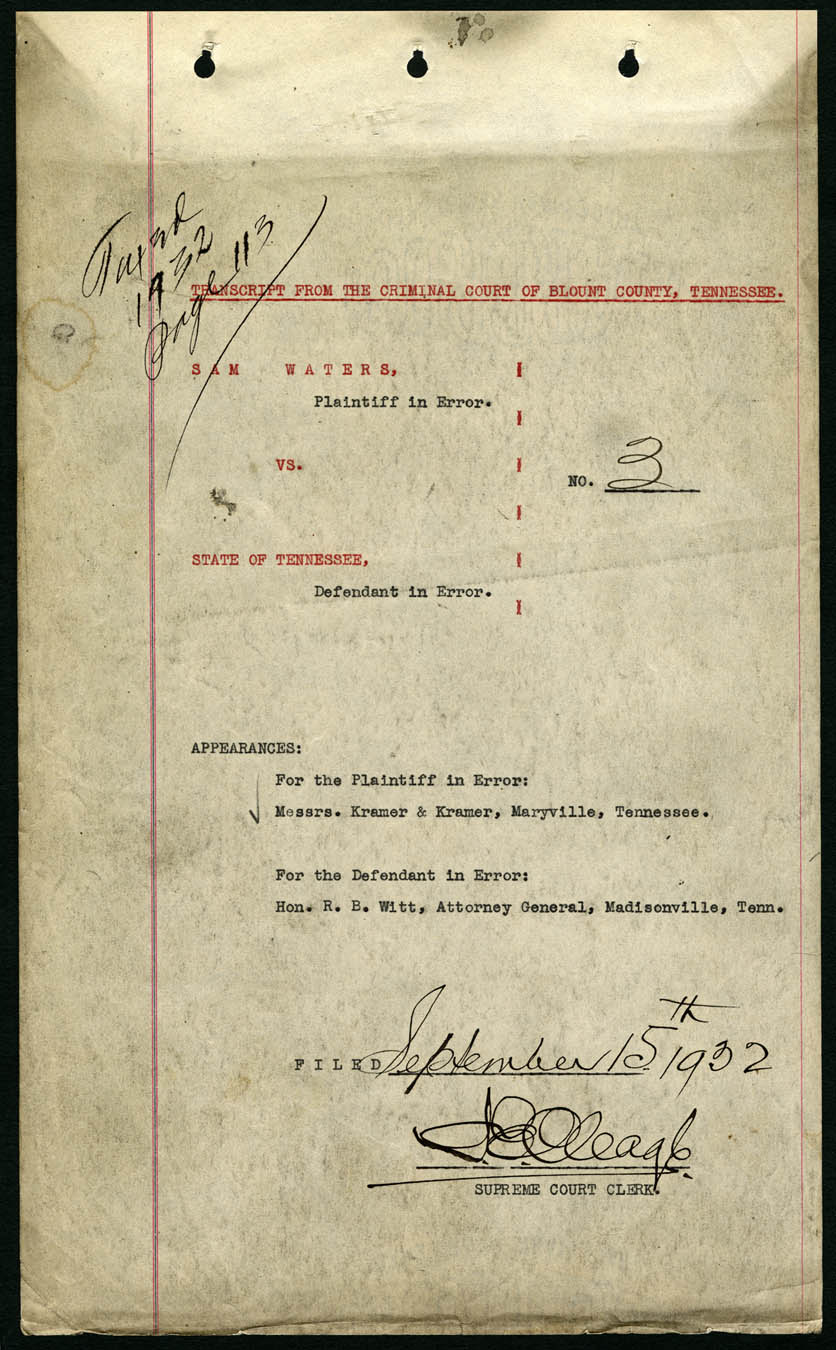 Taxed
1932
Page 113
TRANSCRIPT FROM THE CRIMINAL COURT OF BLOUNT COUNTY, TENNESSEE.
SAM WATERS,
Plaintiff in Error.
VS.
NO. 3
STATE OF TENNESSEE,
Defendant in Error.
APPEARANCES:
For the Plaintiff in Error:
Messrs. Kramer & Kramer, Maryville, Tennessee.
For the Defendant in Error:
Hon. R. B. Witt, Attorney General, Madisonville, Tenn.
FILED September 15th 1932
SUPREME COURT CLERK.